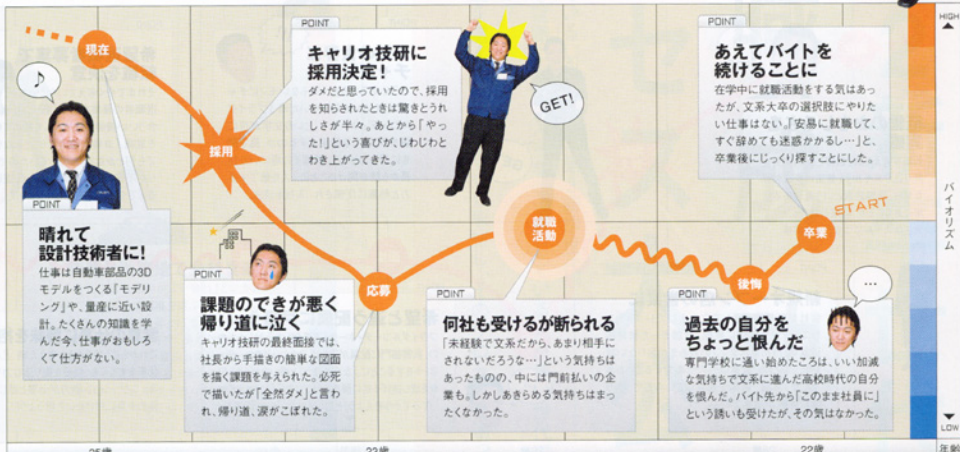 HIGH
バイオリズム
LOW
年齢
START
卒業
POINT
あえてバイトを
続けることに
在学中に就職活動をする気はあっ
たが、文系大卒の選択肢にやりた
い仕事はない。「安易に就職して、
すぐ辞めても迷惑かかるし…」と、
卒業後にじっくり探すことにした。
後悔
POINT
過去の自分を
ちょっと恨んだ
専門学校に通い始めたころは、いい加減
な気持ちで文系に進んだ高校時代の自分
を恨んだ。バイト先から「このまま社員に」
という誘いも受けたが、その気はなかった。
…
就職
活動
POINT
何社も受けるが断られる
「未経験で文系だから、あまり相手に
されないだろうな…」という気持ちは
あったものの、中には門前払いの企
業も。しかしあきらめる気持ちはまっ
たくなかった。
応募
POINT
課題のできが悪く
帰り道に泣く
キャリオ技研の最終面接では、
社長から手描きの簡単な図面
を描く課題を与えられた。必死
で描いたが「全然ダメ」と言わ
れ、帰り道、涙がこぼれた。
採用
POINT
キャリオ技研に
採用決定！
ダメだと思っていたので、採用
を知らされたときは驚きとうれ
しさが半々。あとから「やっ
た！」という喜びが、じわじわと
わき上がってきた。
GET!
現在
♪
POINT
晴れて
設計技術者に！
仕事は自動車部品の3D
モデルをつくる「モデリ
ング」や、量産に近い設
計。たくさんの知識を学
んだ今、仕事がおもしろ
くて仕方がない。
25歳
23歳
22歳